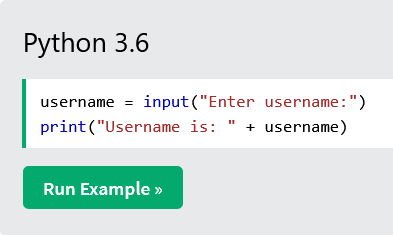 Python 3.6
username = input("Enter username:")
print("Username is: " + username)
Run Example »